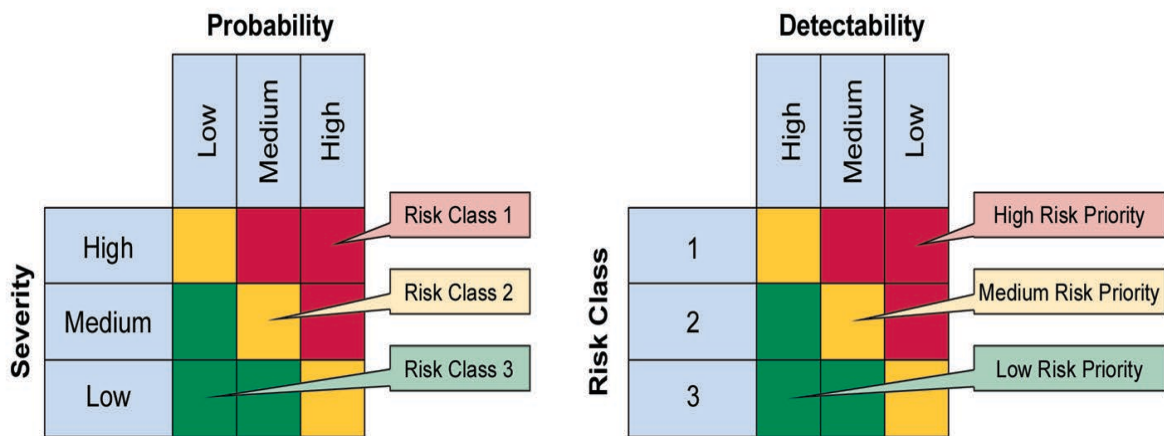 Probability
Low
Medium
High
Severity
High
Medium
Low
Risk Class 1
Risk Class 2
Risk Class 3
Detectability
High
Medium
Low
Risk Class
1
2
3
High Risk Priority
Medium Risk Priority
Low Risk Priority